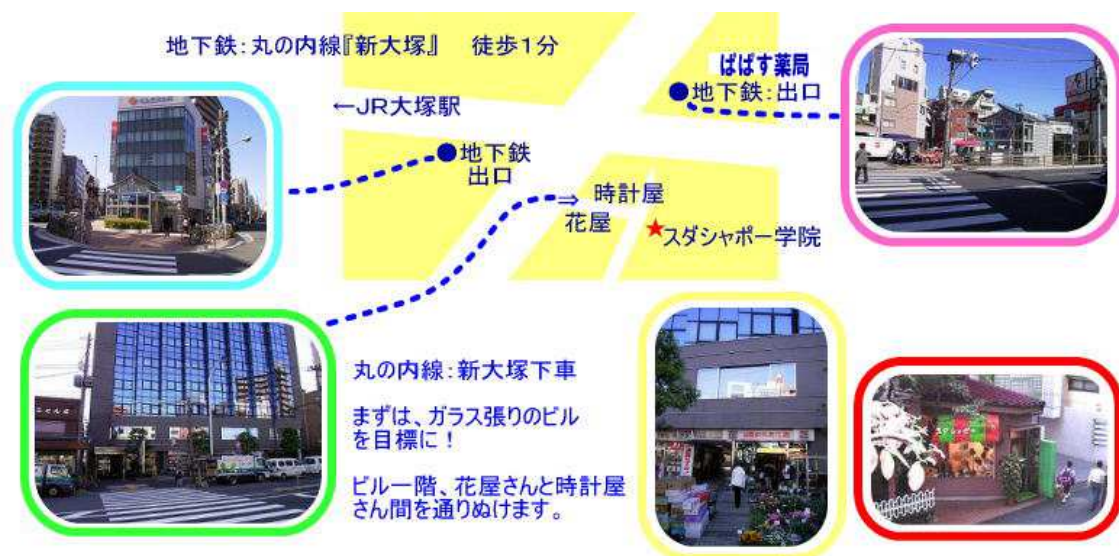 地下鉄:丸の内線『新大塚』 徒歩1分
ぱぱす薬局
●地下鉄:出口
←JR大塚駅
●地下鉄
出口
⇒ 時計屋
花屋
★スダシャポー学院
丸の内線:新大塚下車
まずは、ガラス張りのビル
を目標に!
ビル一階、花屋さんと時計屋
さん間を通りぬけます。